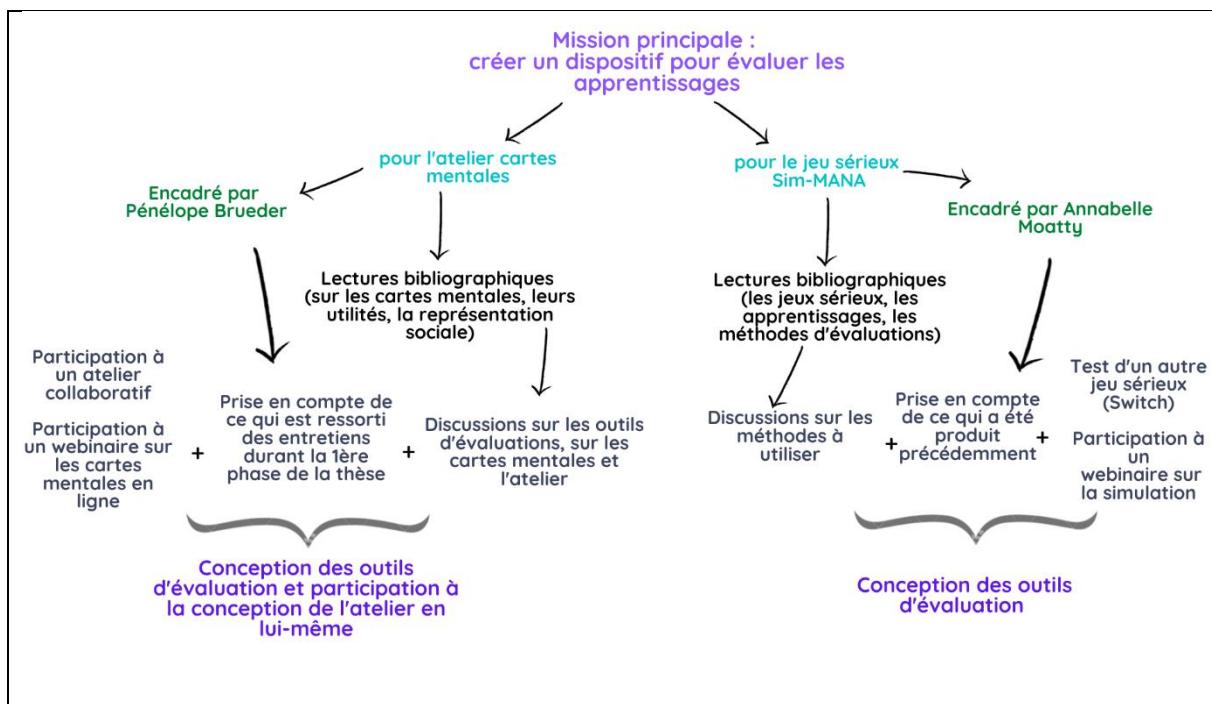 Mission principale :
créer un dispositif pour évaluer les
apprentissages
pour l'atelier cartes
mentales
Encadré par
Pénélope Brueder
Lectures bibliographiques
(sur les cartes mentales, leurs
utilités, la représentation
sociale)
Participation à
un atelier
collaboratif
Participation à
un webinaire sur
les cartes
mentales en
ligne
+
Prise en compte de
ce qui est ressorti
des entretiens
durant la 1ère
phase de la thèse
+
Discussions sur les outils
d'évaluations, sur les
cartes mentales et
l'atelier
Conception des outils
d'évaluation et participation à
la conception de l'atelier en
lui-même
pour le jeu sérieux
Sim-MANA
Encadré par Annabelle
Moatty
Lectures bibliographiques
(les jeux sérieux, les
apprentissages, les
méthodes d'évaluations)
Discussions sur les
méthodes à
utiliser
+
Prise en compte
de ce qui a été
produit
précédemment
+
Test d'un autre
jeu sérieux
(Switch)
Participation à
un
webinaire sur
la simulation
Conception des outils
d'évaluation